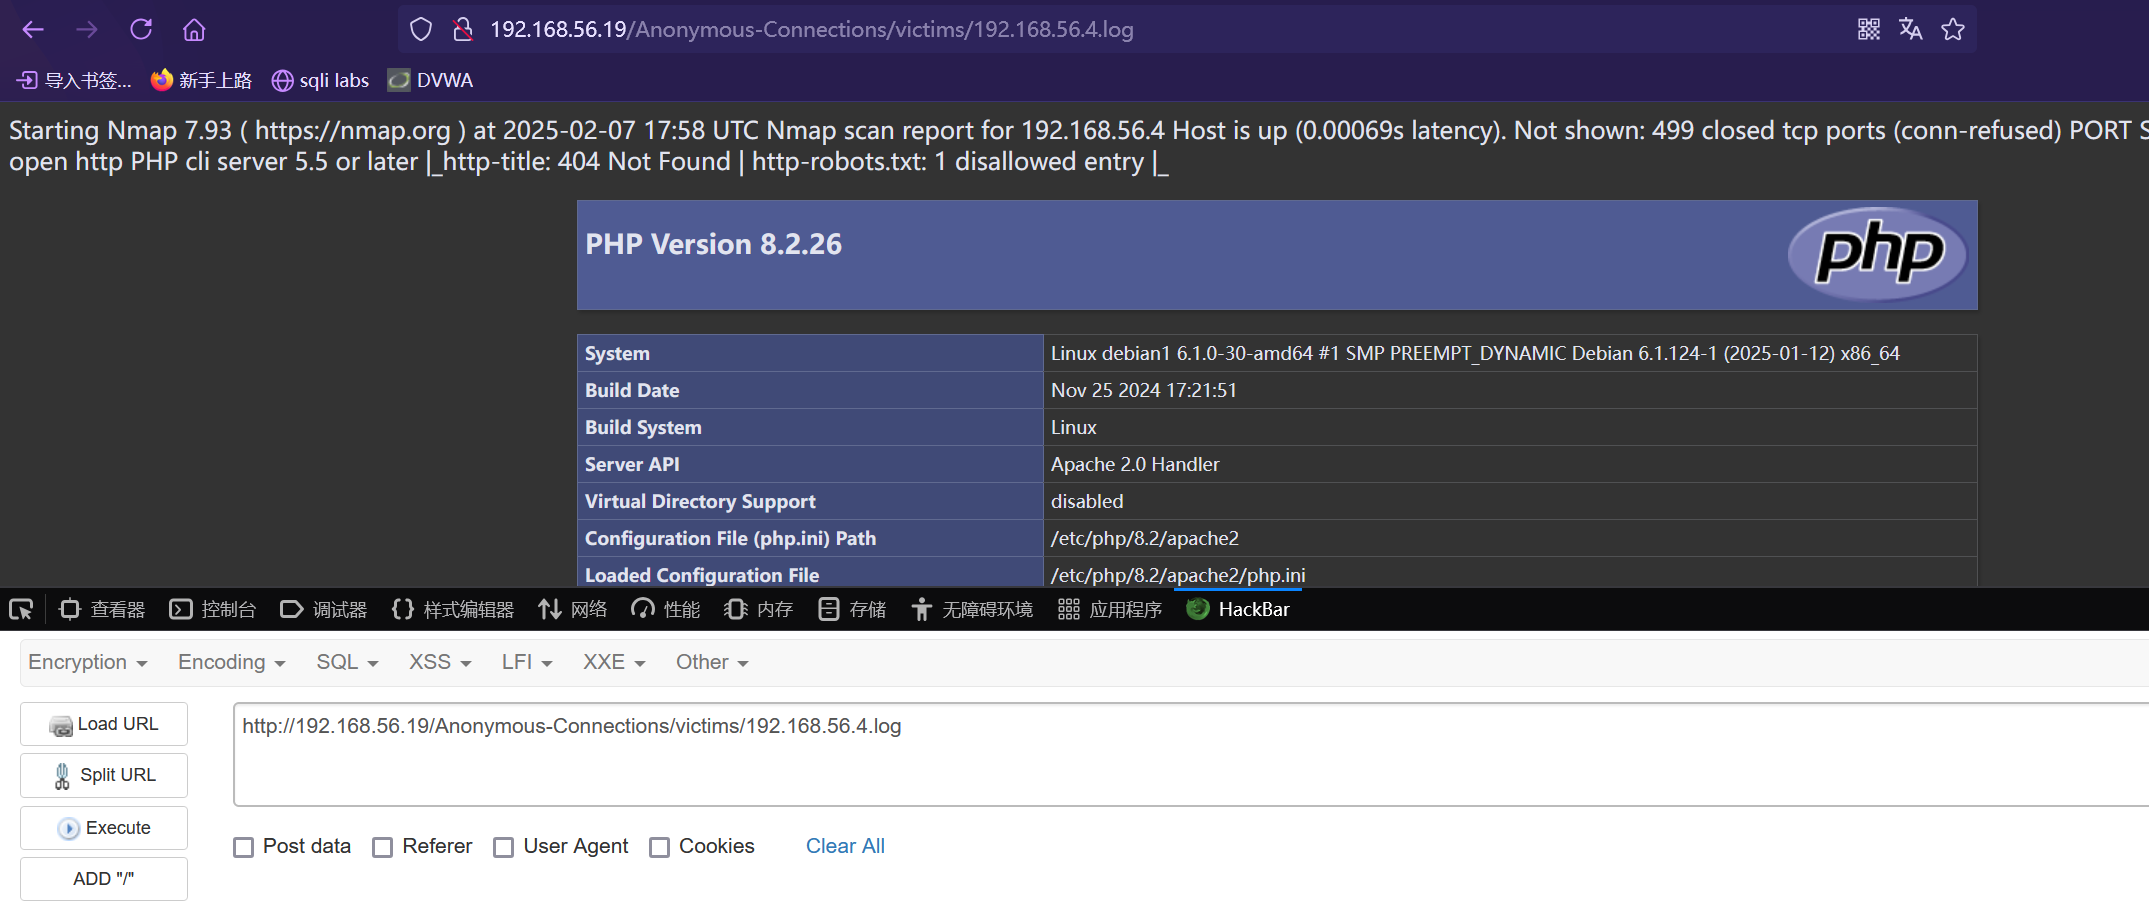 192.168.56.19/Anonymous-Connections/victims/192.168.56.4.log
导入书签... 新手上路 sqli labs DVWA
Starting Nmap 7.93 ( https://nmap.org ) at 2025-02-07 17:58 UTC Nmap scan report for 192.168.56.4 Host is up (0.00069s latency). Not shown: 499 closed tcp ports (conn-refused) PORT S
open http PHP cli server 5.5 or later |_http-title: 404 Not Found | http-robots.txt: 1 disallowed entry |_
PHP Version 8.2.26
php
System Linux debian1 6.1.0-30-amd64 #1 SMP PREEMPT_DYNAMIC Debian 6.1.124-1 (2025-01-12) x86_64
Build Date Nov 25 2024 17:21:51
Build System Linux
Server API Apache 2.0 Handler
Virtual Directory Support disabled
Configuration File (php.ini) Path /etc/php/8.2/apache2
Loaded Configuration File /etc/php/8.2/apache2/php.ini
查看器 控制台 调试器 样式编辑器 网络 性能 内存 存储 无障碍环境 应用程序 HackBar
Encryption Encoding SQL XSS LFI XXE Other
Load URL
http://192.168.56.19/Anonymous-Connections/victims/192.168.56.4.log
Split URL
Execute
Post data Referer User Agent Cookies Clear All
ADD "/"